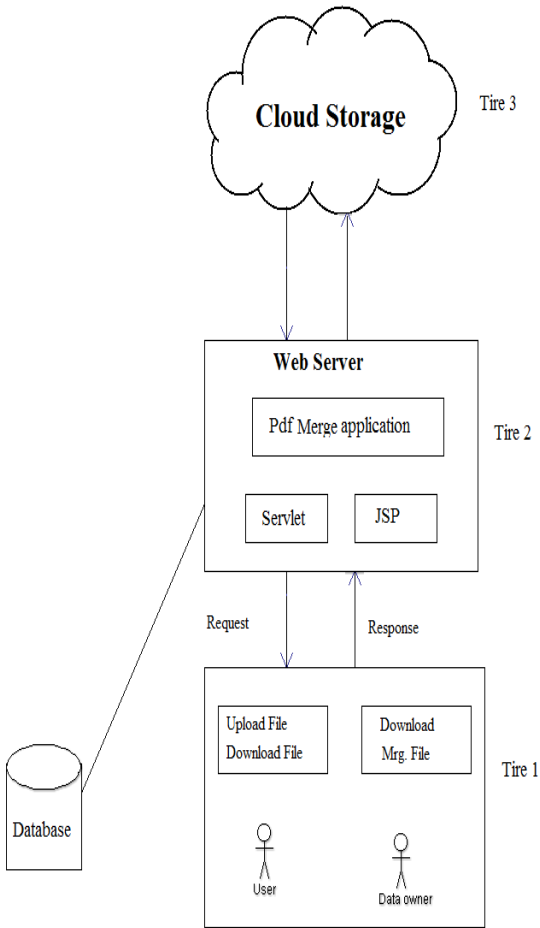 Cloud Storage
Tire 3
Web Server
Pdf Merge application
Tire 2
Servlet
JSP
Request
Response
Upload File
Download File
Download
Mrg. File
Tire 1
Database
User
Data owner